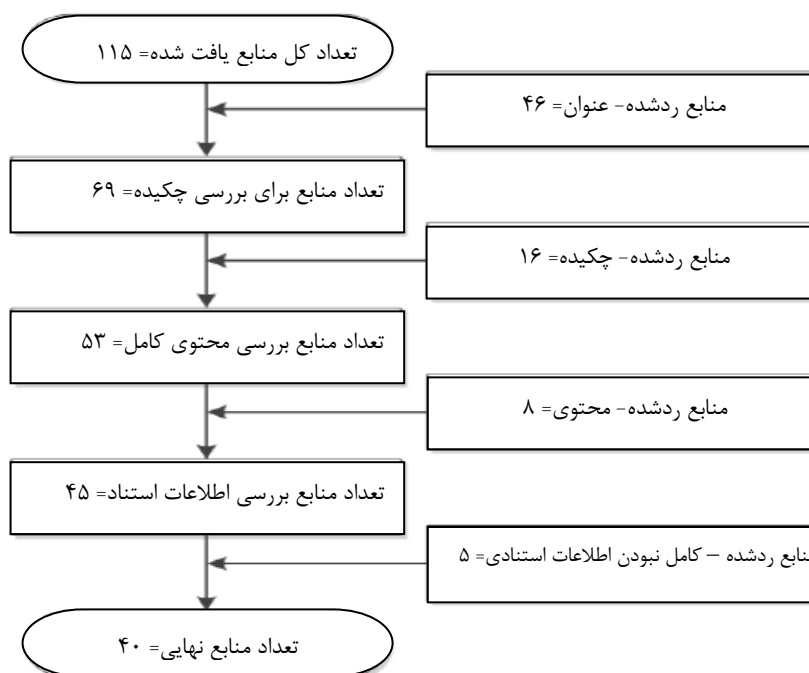 تعداد کل منابع یافت شده= ۱۱۵
منابع ردشده- عنوان= ۴۶
تعداد منابع برای بررسی چکیده= ۶۹
منابع ردشده- چکیده= ۱۶
تعداد منابع بررسی محتوی کامل= ۵۳
منابع ردشده- محتوی= ۸
تعداد منابع بررسی اطلاعات استناد= ۴۵
نابع ردشده – کامل نبودن اطلاعات استنادی= ۵
تعداد منابع نهایی= ۴۰